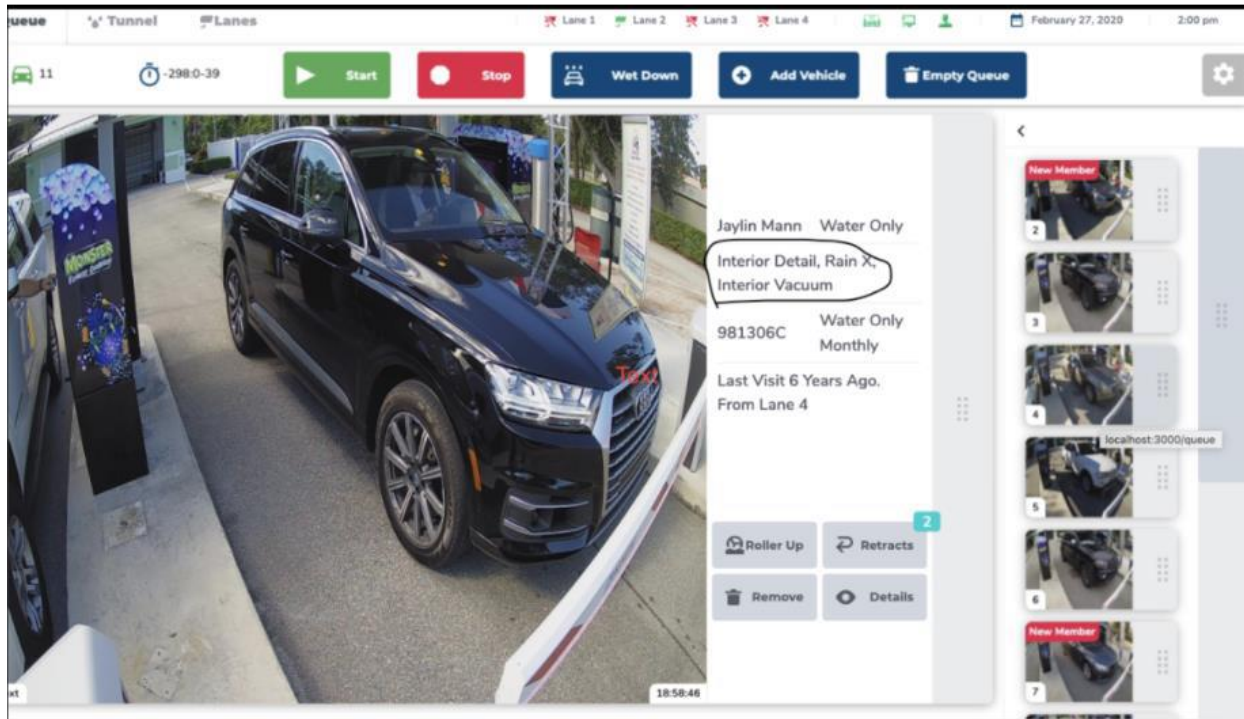 Queue Tunnel Lanes Lane 1 Lane 2 Lane 3 Lane 4 February 27, 2020 2:00 pm
11 -298:0-39 Start Stop Wet Down Add Vehicle Empty Queue
MONSTER
Text
Jaylin Mann Water Only
Interior Detail, Rain X,
Interior Vacuum
981306C Water Only
Monthly
Last Visit 6 Years Ago.
From Lane 4
2
Roller Up Retracts
Remove Details
18:58:46
New Member
2
3
4
localhost:3000/queue
5
6
New Member
7